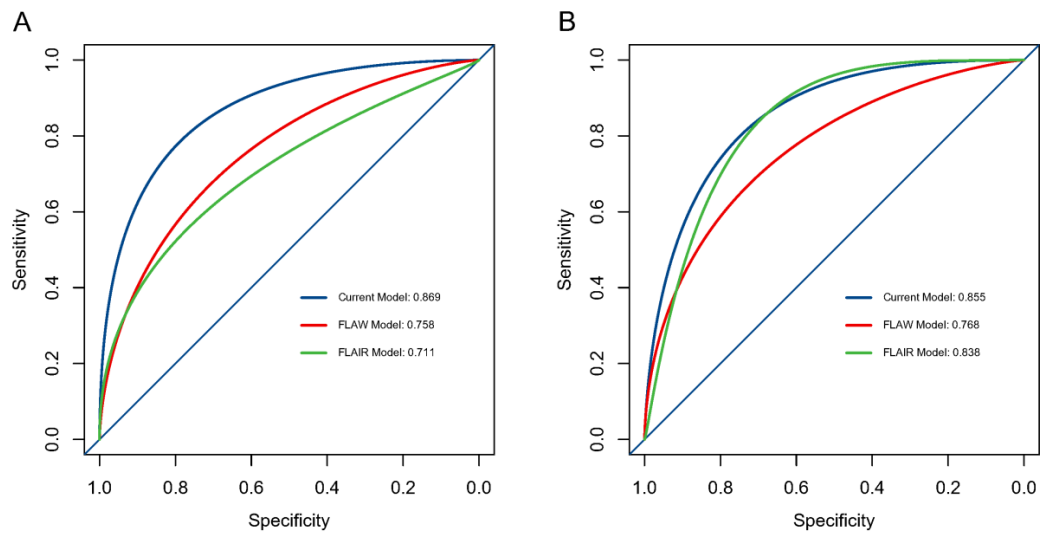 A
1.0
0.8
0.6
0.4
0.2
0.0
Sensitivity
Current Model: 0.869
FLAW Model: 0.758
FLAIR Model: 0.711
1.0 0.8 0.6 0.4 0.2 0.0
Specificity
B
1.0
0.8
0.6
0.4
0.2
0.0
Sensitivity
Current Model: 0.855
FLAW Model: 0.768
FLAIR Model: 0.838
1.0 0.8 0.6 0.4 0.2 0.0
Specificity